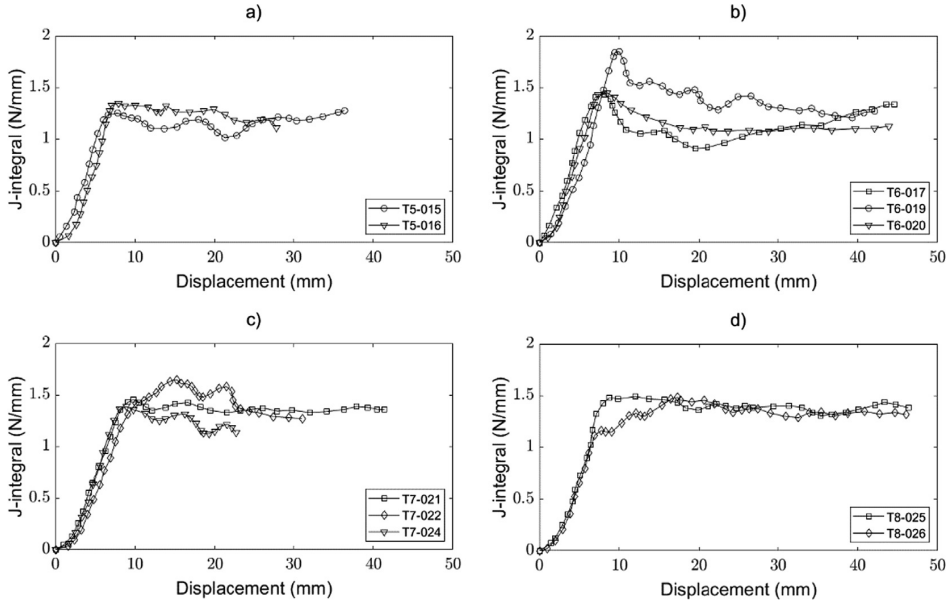 a)
J-integral (N/mm)
2
1.5
1
0.5
0
0 10 20 30 40 50
Displacement (mm)
T5-015
T5-016
b)
J-integral (N/mm)
2
1.5
1
0.5
0
0 10 20 30 40 50
Displacement (mm)
T6-017
T6-019
T6-020
c)
J-integral (N/mm)
2
1.5
1
0.5
0
0 10 20 30 40 50
Displacement (mm)
T7-021
T7-022
T7-024
d)
J-integral (N/mm)
2
1.5
1
0.5
0
0 10 20 30 40 50
Displacement (mm)
T8-025
T8-026